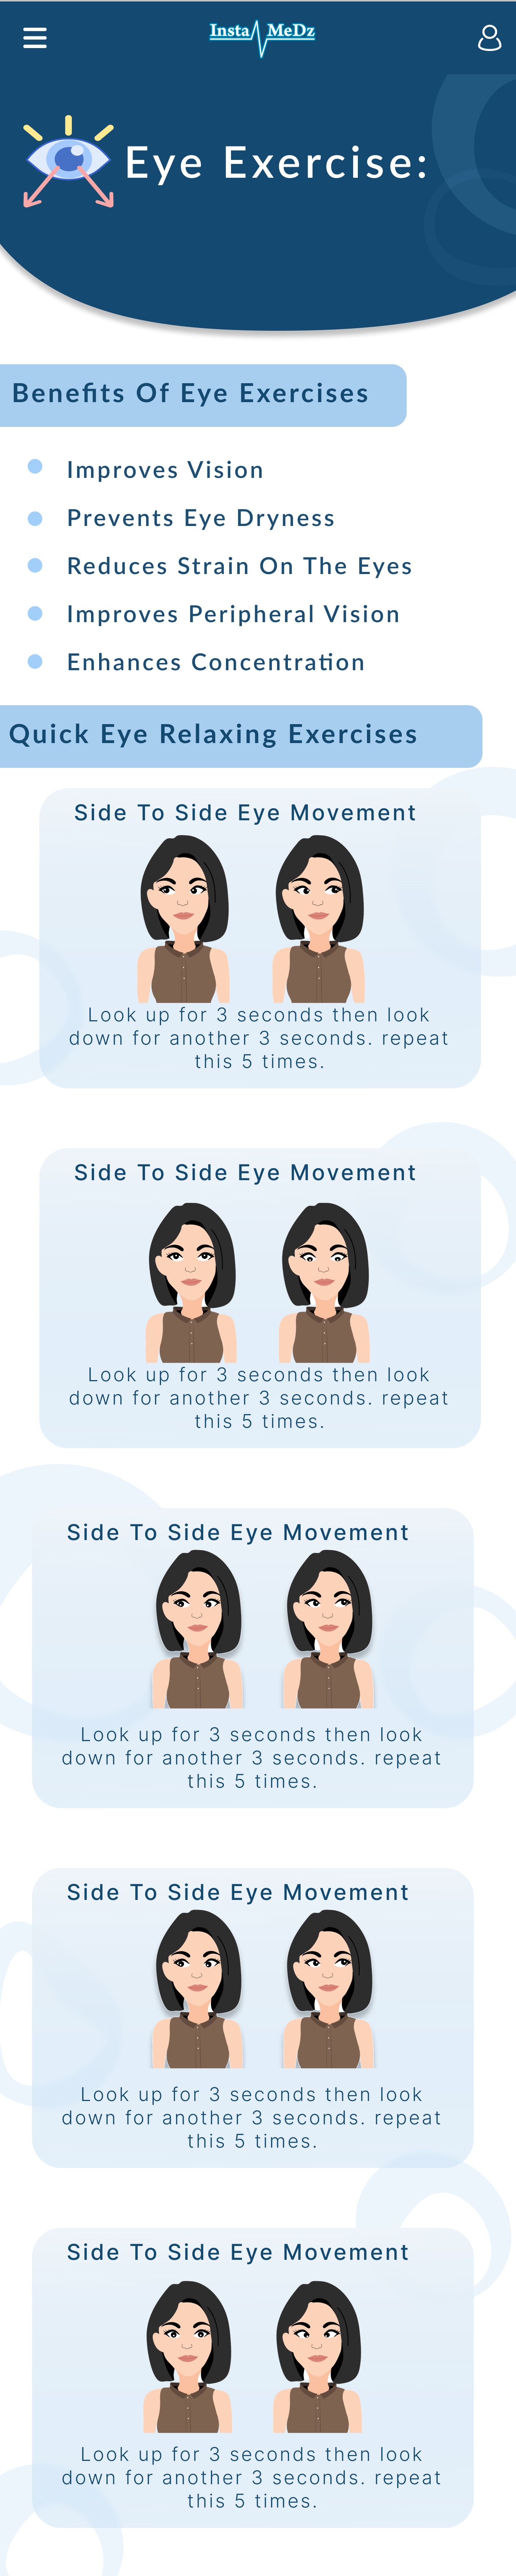 Insta MeDz
Eye Exercise:
Benefits Of Eye Exercises
Improves Vision
Prevents Eye Dryness
Reduces Strain On The Eyes
Improves Peripheral Vision
Enhances Concentration
Quick Eye Relaxing Exercises
Side To Side Eye Movement
Look up for 3 seconds then look
down for another 3 seconds. repeat
this 5 times.
Side To Side Eye Movement
Look up for 3 seconds then look
down for another 3 seconds. repeat
this 5 times.
Side To Side Eye Movement
Look up for 3 seconds then look
down for another 3 seconds. repeat
this 5 times.
Side To Side Eye Movement
Look up for 3 seconds then look
down for another 3 seconds. repeat
this 5 times.
Side To Side Eye Movement
Look up for 3 seconds then look
down for another 3 seconds. repeat
this 5 times.